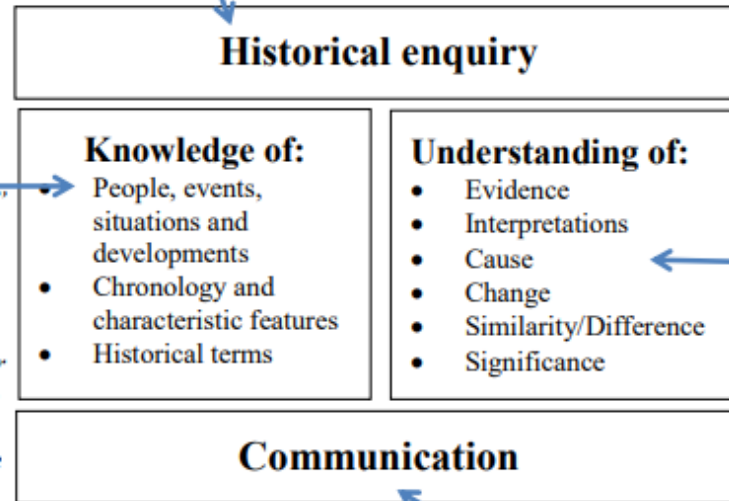 Historical enquiry
Knowledge of:
• People, events,
situations and
developments
• Chronology and
characteristic features
• Historical terms
Understanding of:
• Evidence
• Interpretations
• Cause
• Change
• Similarity/Difference
• Significance
Communication